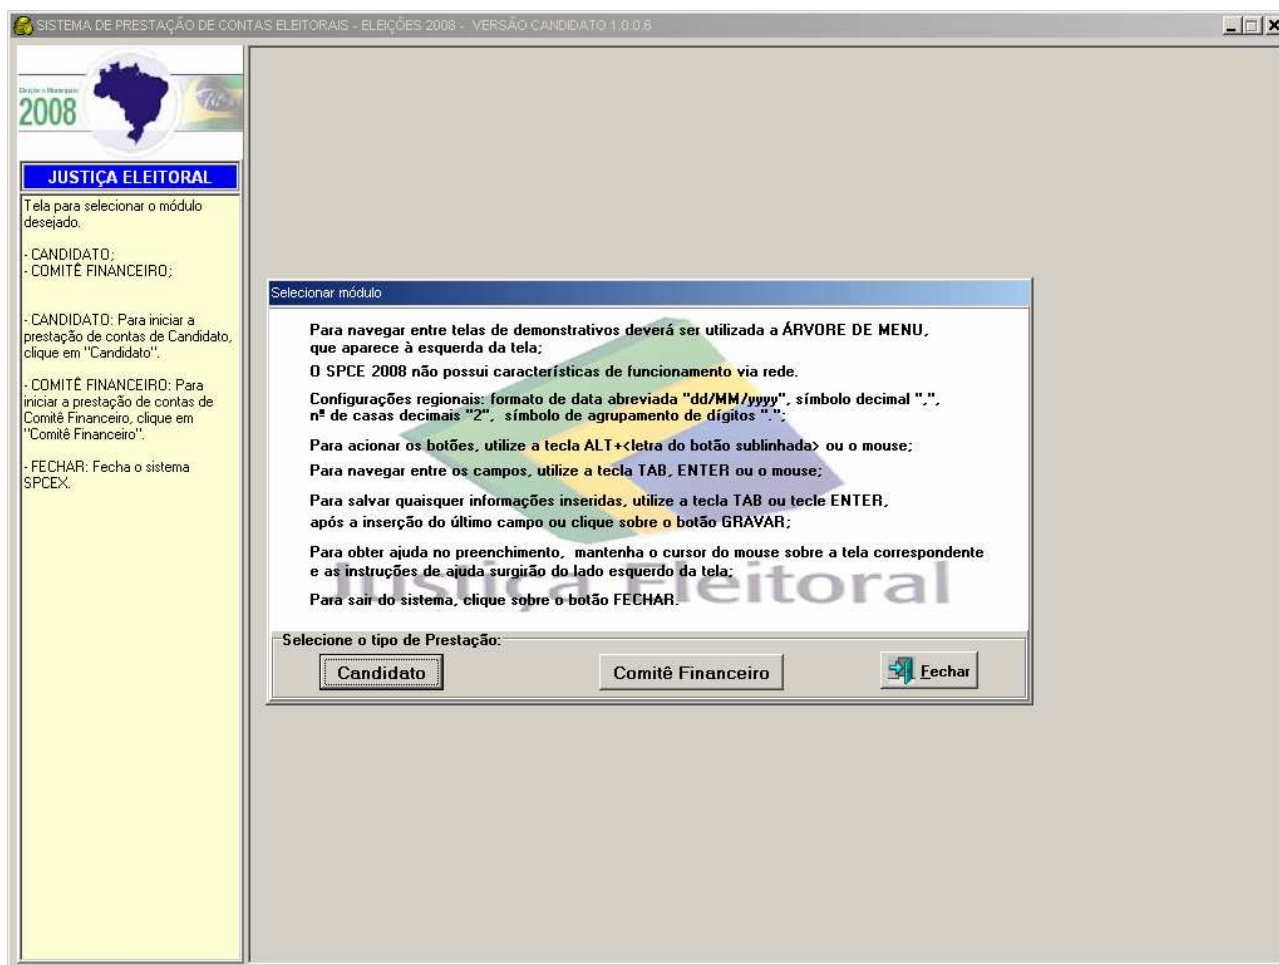 SISTEMA DE PRESTAÇÃO DE CONTAS ELEITORAIS - ELEIÇÕES 2008 - VERSÃO CANDIDATO 1.0.0.6
2008
JUSTIÇA ELEITORAL
Tela para selecionar o módulo
desejado.
- CANDIDATO;
- COMITÊ FINANCEIRO;
- CANDIDATO: Para iniciar a
prestação de contas de Candidato,
clique em "Candidato".
- COMITÊ FINANCEIRO: Para
iniciar a prestação de contas de
Comitê Financeiro, clique em
"Comitê Financeiro".
- FECHAR: Fecha o sistema
SPCEX.
Selecionar módulo
Para navegar entre telas de demonstrativos deverá ser utilizada a ÁRVORE DE MENU,
que aparece à esquerda da tela;
O SPCE 2008 não possui características de funcionamento via rede.
Configurações regionais: formato de data abreviada "dd/MM/yyyy", símbolo decimal ",",
nº de casas decimais "2", símbolo de agrupamento de dígitos ".";
Para acionar os botões, utilize a tecla ALT+<letra do botão sublinhada> ou o mouse;
Para navegar entre os campos, utilize a tecla TAB, ENTER ou o mouse;
Para salvar quaisquer informações inseridas, utilize a tecla TAB ou tecle ENTER,
após a inserção do último campo ou clique sobre o botão GRAVAR;
Para obter ajuda no preenchimento, mantenha o cursor do mouse sobre a tela correspondente
e as instruções de ajuda surgirão do lado esquerdo da tela;
Justiça Eleitoral
Para sair do sistema, clique sobre o botão FECHAR.
Selecione o tipo de Prestação:
Candidato
Comitê Financeiro
Fechar